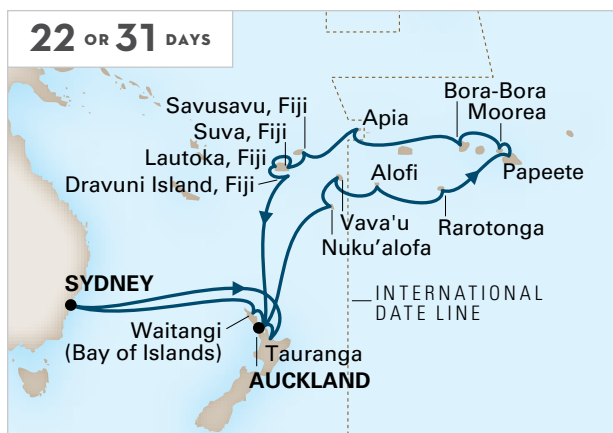 22 OR 31 DAYS
Bora-Bora
Moorea
Savusavu, Fiji
Apia
Suva, Fiji
Lautoka, Fiji
Papeete
Dravuni Island, Fiji
Alofi
Vava'u
Rarotonga
Nuku’alofa
SYDNEY
INTERNATIONAL
DATE LINE
Waitangi
(Bay of Islands)
Tauranga
AUCKLAND